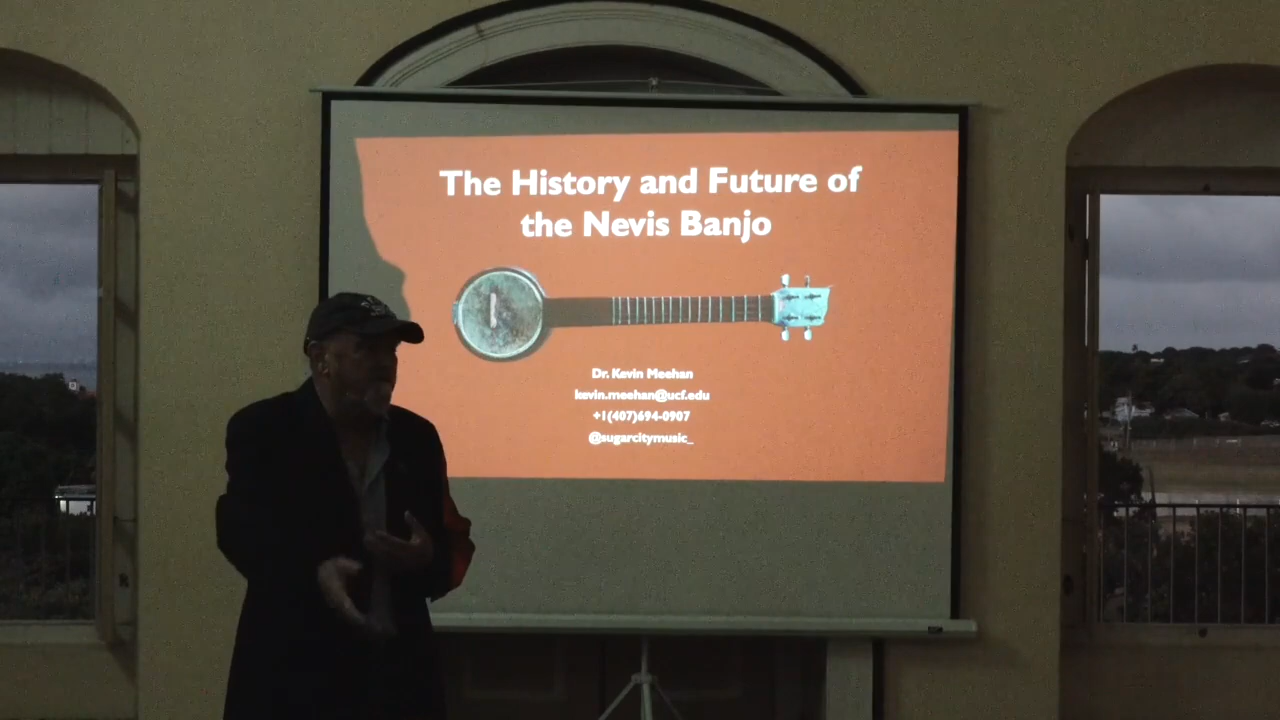 The History and Future of
the Nevis Banjo
Dr. Kevin Meehan
kevin.meehan@ucf.edu
+1(407)694-0907
@sugarcitymusic_